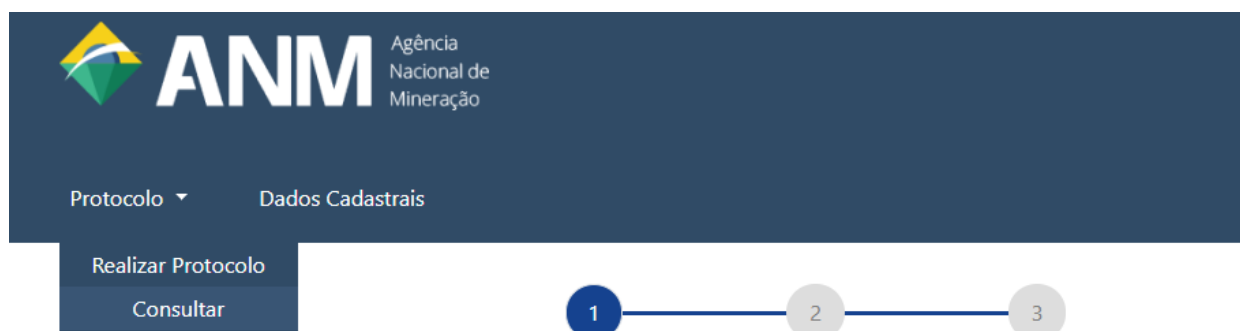 ANM
Agência
Nacional de
Mineração
Protocolo Dados Cadastrais
Realizar Protocolo
Consultar
1 2 3